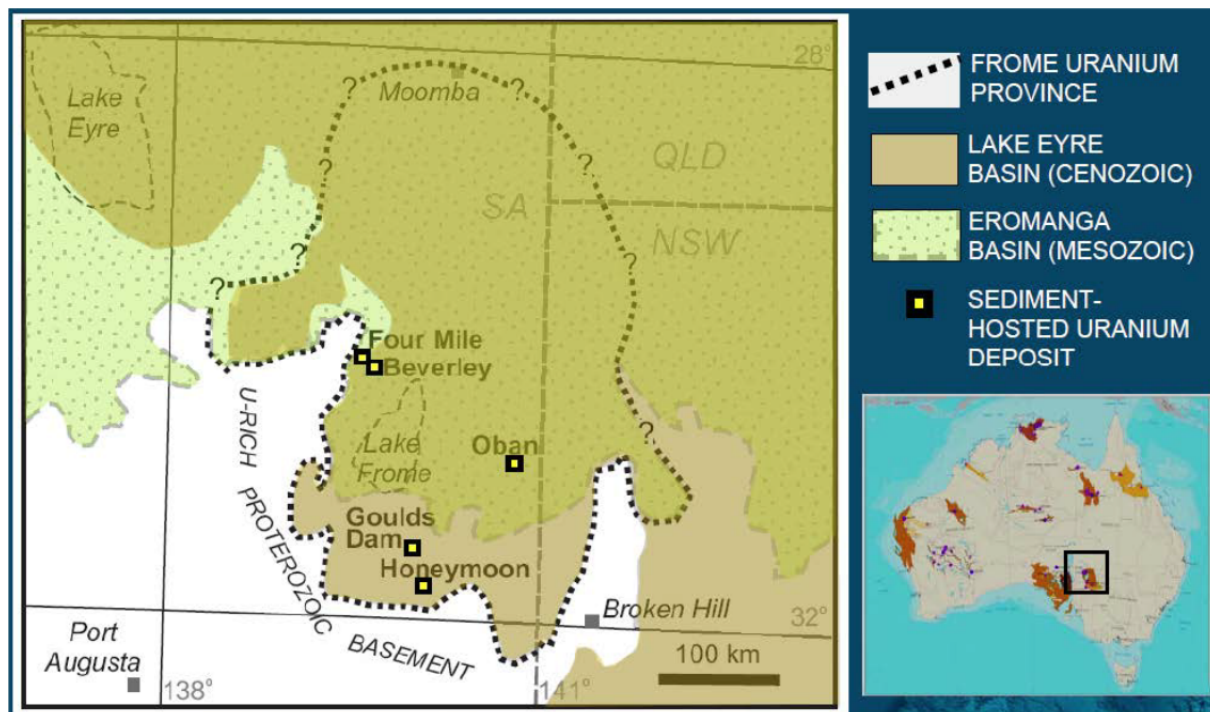 28°
Lake
Eyre
?
?
Moomba
?
?
QLD
SA
NSW
?
?
?
?
Four Mile
Beverley
U-RICH
PROTEROZOIC
BASEMENT
Lake
Frome
Oban
?
Goulds
Dam
Honeymoon
Broken Hill
32°
Port
Augusta
100 km
138°
141°
FROME URANIUM
PROVINCE
LAKE EYRE
BASIN (CENOZOIC)
EROMANGA
BASIN (MESOZOIC)
SEDIMENT-
HOSTED URANIUM
DEPOSIT